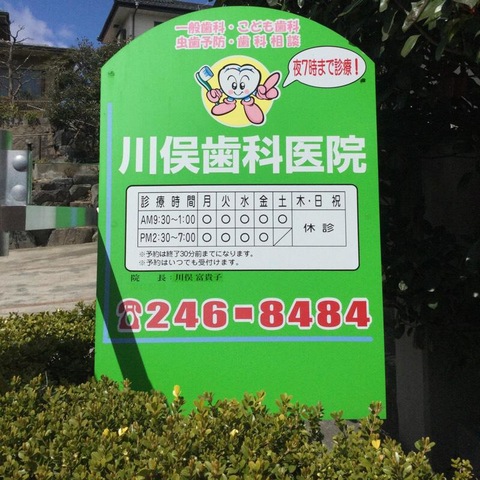 一般歯科・こども歯科
虫歯予防・歯科相談
夜7時まで診療！
川俣歯科医院
診療時間 月 火 水 金 土 木・日・祝
AM9:30〜1:00 ○ ○ ○ ○ ○ 休診
PM2:30〜7:00 ○ ○ ○ ○ ／
※予約は終了30分前までになります。
※予約はいつでも受付けます。
院 長 川俣 富貴子
☎246-8484